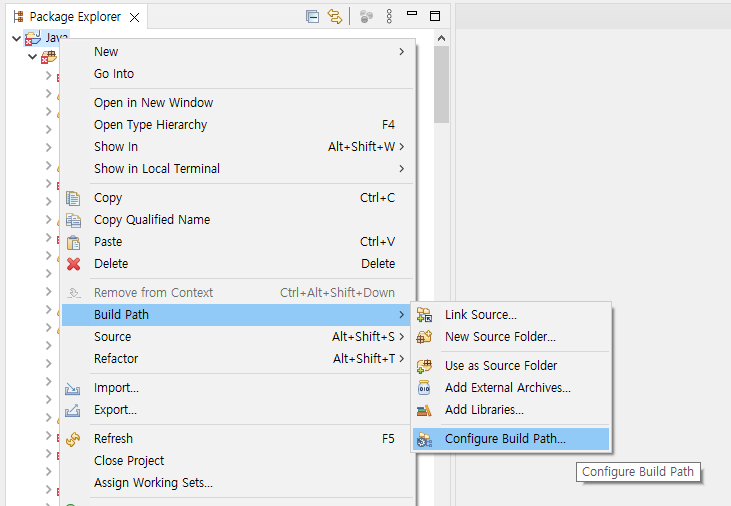 Package Explorer
Java
New
Go Into
Open in New Window
Open Type Hierarchy F4
Show In Alt+Shift+W
Show in Local Terminal
Copy Ctrl+C
Copy Qualified Name
Paste Ctrl+V
Delete Delete
Remove from Context Ctrl+Alt+Shift+Down
Build Path
Source Alt+Shift+S
Refactor Alt+Shift+T
Import...
Export...
Refresh F5
Close Project
Assign Working Sets...
Link Source...
New Source Folder...
Use as Source Folder
Add External Archives...
Add Libraries...
Configure Build Path...
Configure Build Path